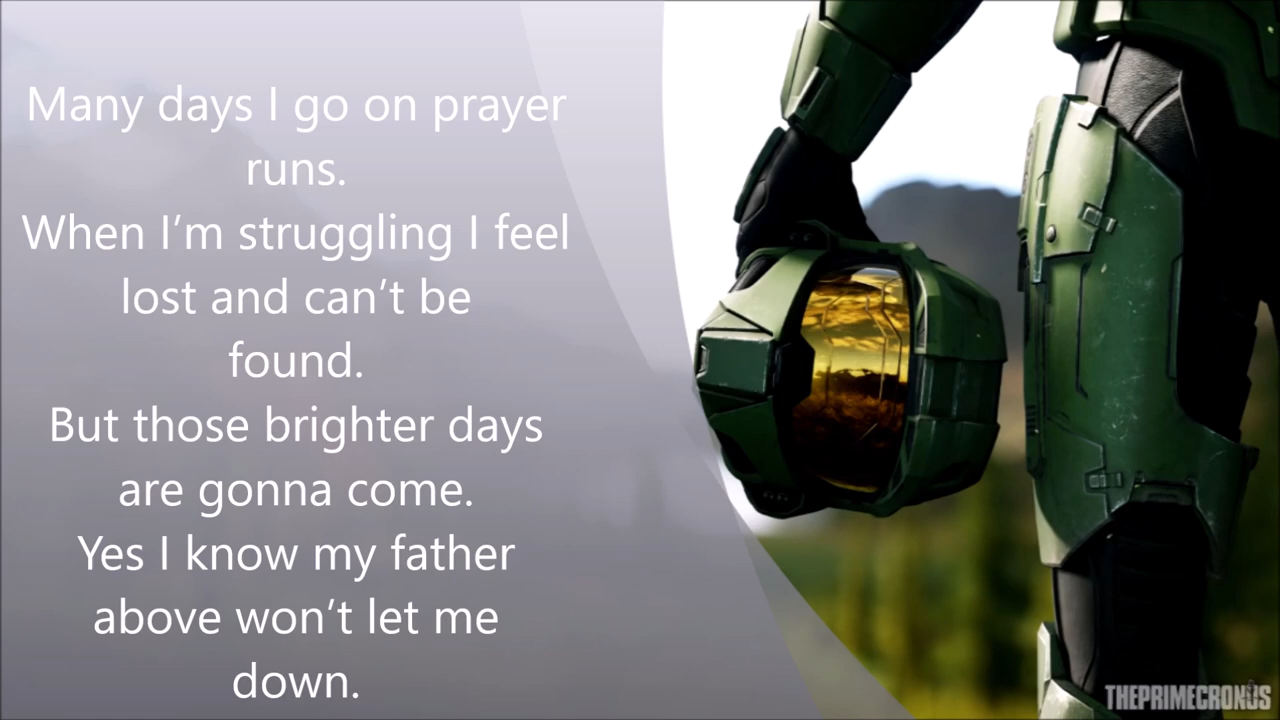 Many days I go on prayer
runs.
When I’m struggling I feel
lost and can’t be
found.
But those brighter days
are gonna come.
Yes I know my father
above won’t let me
down.
THEPRIMECRONUS